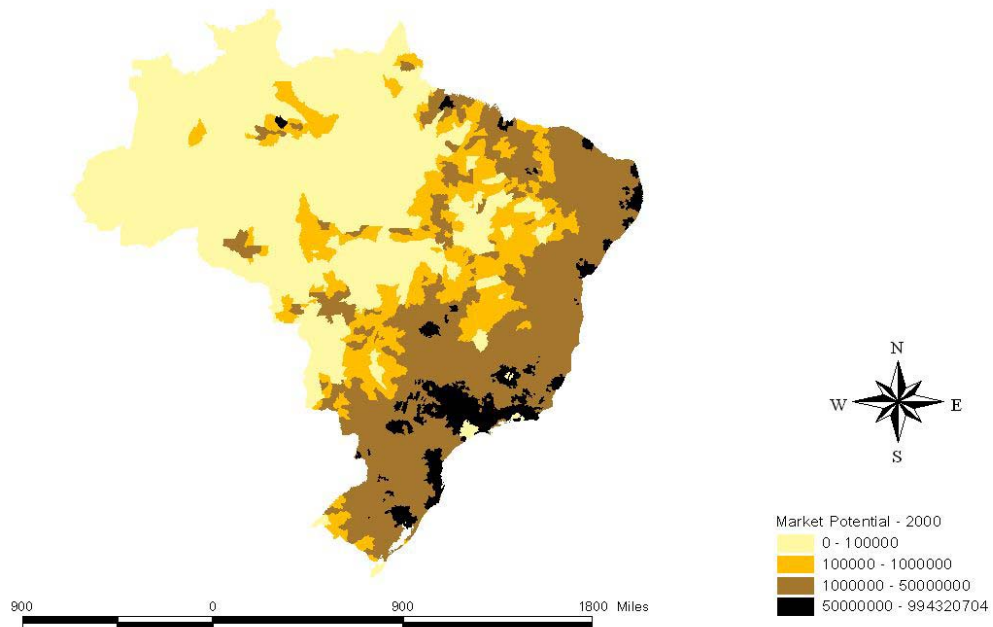 N
W E
S
Market Potential - 2000
0 - 100000
100000 - 1000000
1000000 - 50000000
50000000 - 994320704
900 0 900 1800 Miles